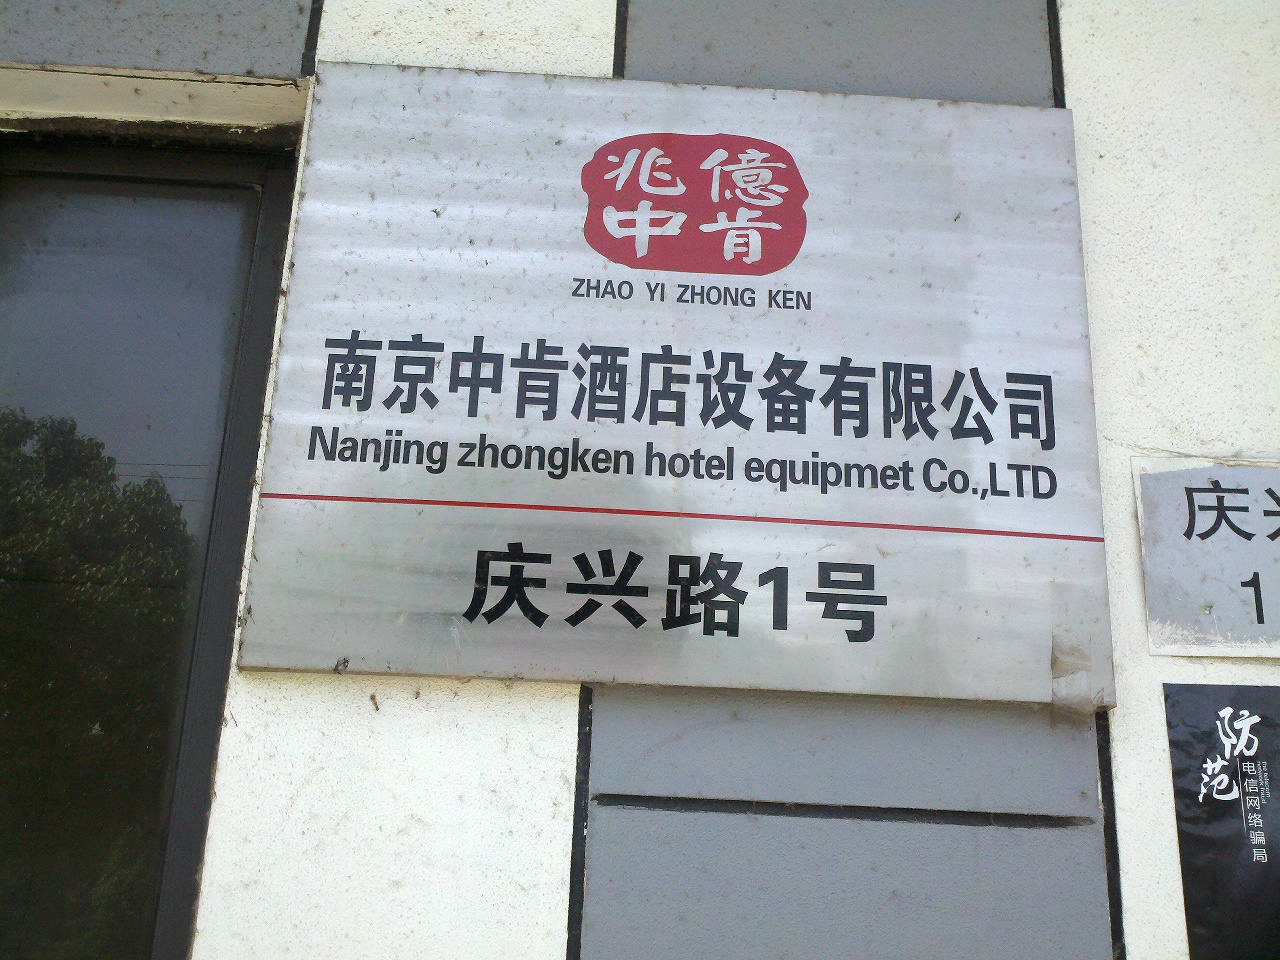 兆億
中肯
ZHAO YI ZHONG KEN
南京中肯酒店设备有限公司
Nanjing zhongken hotel equipmet Co.,LTD
庆兴路1号
庆兴
1
防范
电信网络骗局